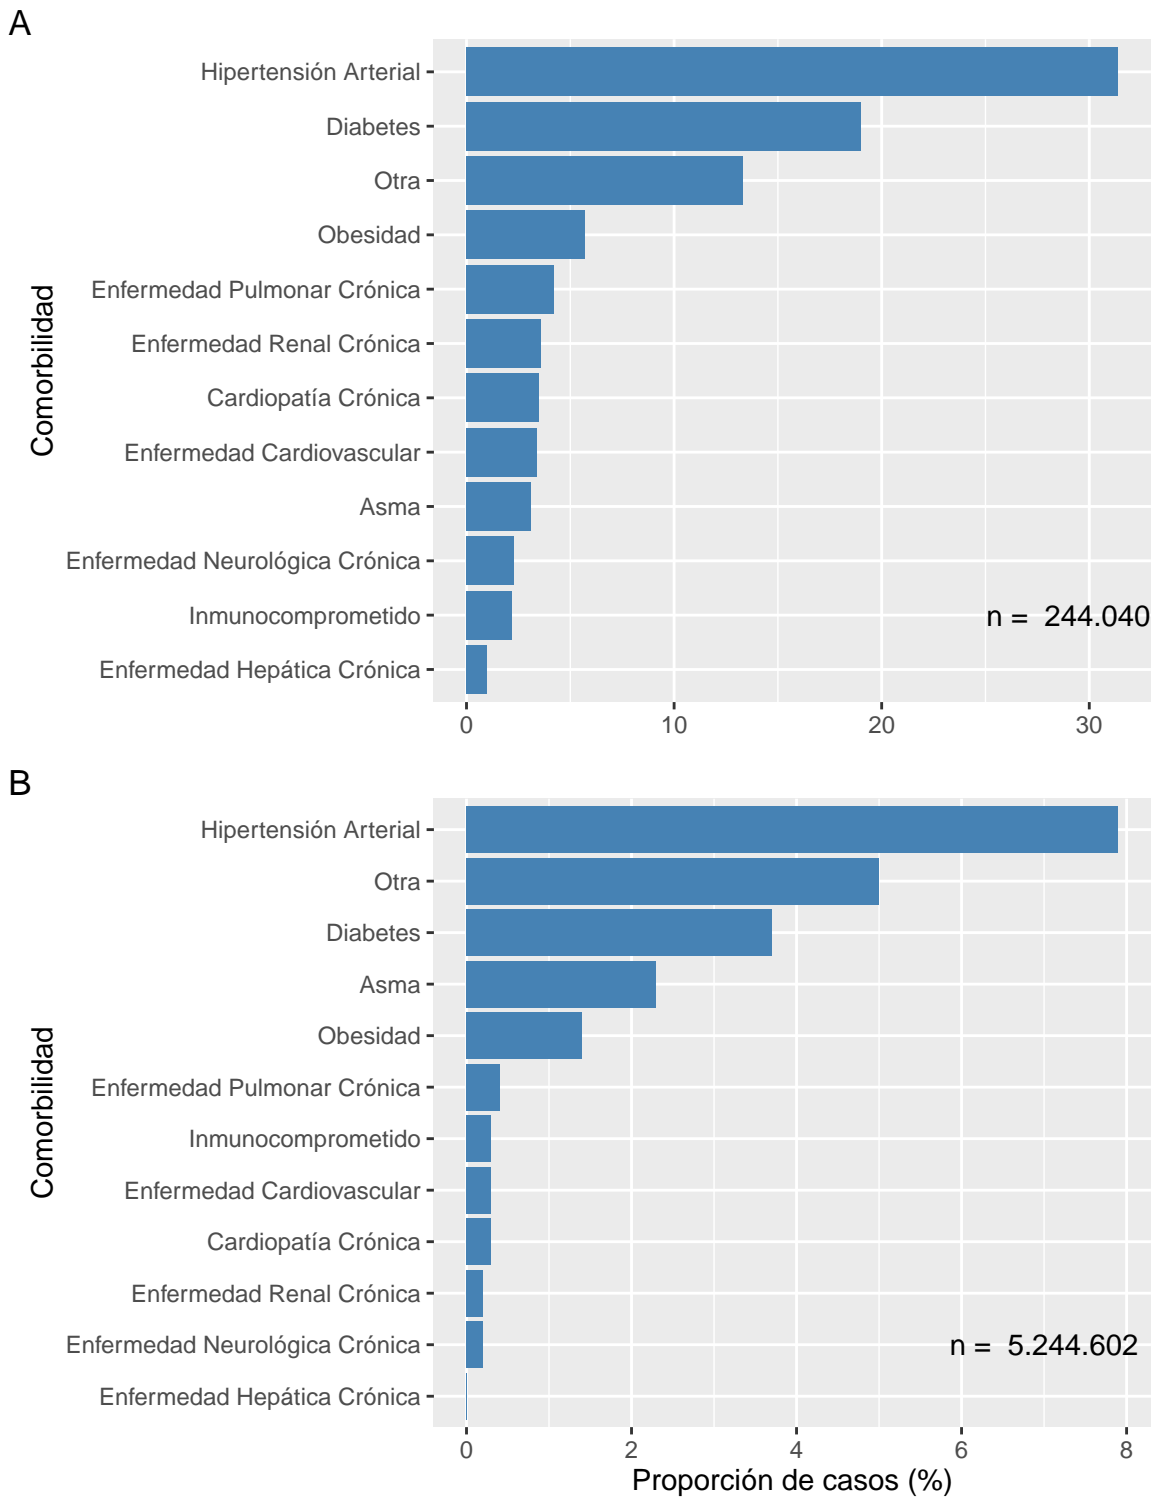 A
Hipertensión Arterial
Diabetes
Otra
Obesidad
Enfermedad Pulmonar Crónica
Enfermedad Renal Crónica
Cardiopatía Crónica
Enfermedad Cardiovascular
Asma
Enfermedad Neurológica Crónica
Inmunocomprometido
Enfermedad Hepática Crónica
Comorbilidad
n = 244.040
0 10 20 30
B
Hipertensión Arterial
Otra
Diabetes
Asma
Obesidad
Enfermedad Pulmonar Crónica
Inmunocomprometido
Enfermedad Cardiovascular
Cardiopatía Crónica
Enfermedad Renal Crónica
Enfermedad Neurológica Crónica
Enfermedad Hepática Crónica
Comorbilidad
n = 5.244.602
0 2 4 6 8
Proporción de casos (%)